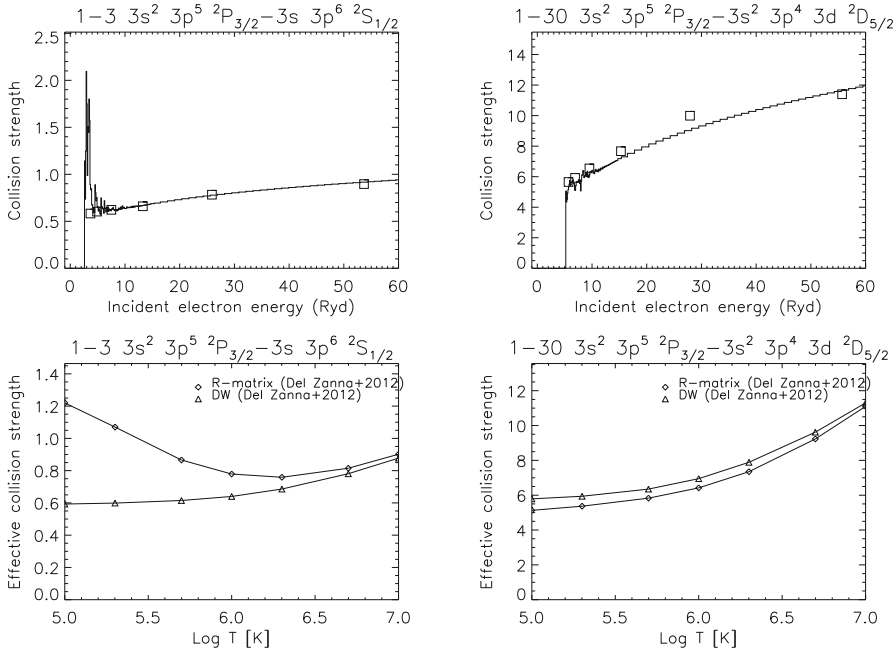 1–3 3s² 3p⁵ ²P₃/₂–3s 3p⁶ ²S₁/₂
Collision strength
2.5
2.0
1.5
1.0
0.5
0.0
0 10 20 30 40 50 60
Incident electron energy (Ryd)
1–30 3s² 3p⁵ ²P₃/₂–3s² 3p⁴ 3d ²D₅/₂
Collision strength
14
12
10
8
6
4
2
0
0 10 20 30 40 50 60
Incident electron energy (Ryd)
1–3 3s² 3p⁵ ²P₃/₂–3s 3p⁶ ²S₁/₂
Effective collision strength
1.4
1.2
1.0
0.8
0.6
0.4
0.2
0.0
R–matrix (Del Zanna+2012)
DW (Del Zanna+2012)
5.0 5.5 6.0 6.5 7.0
Log T [K]
1–30 3s² 3p⁵ ²P₃/₂–3s² 3p⁴ 3d ²D₅/₂
Effective collision strength
12
10
8
6
4
2
0
R–matrix (Del Zanna+2012)
DW (Del Zanna+2012)
5.0 5.5 6.0 6.5 7.0
Log T [K]